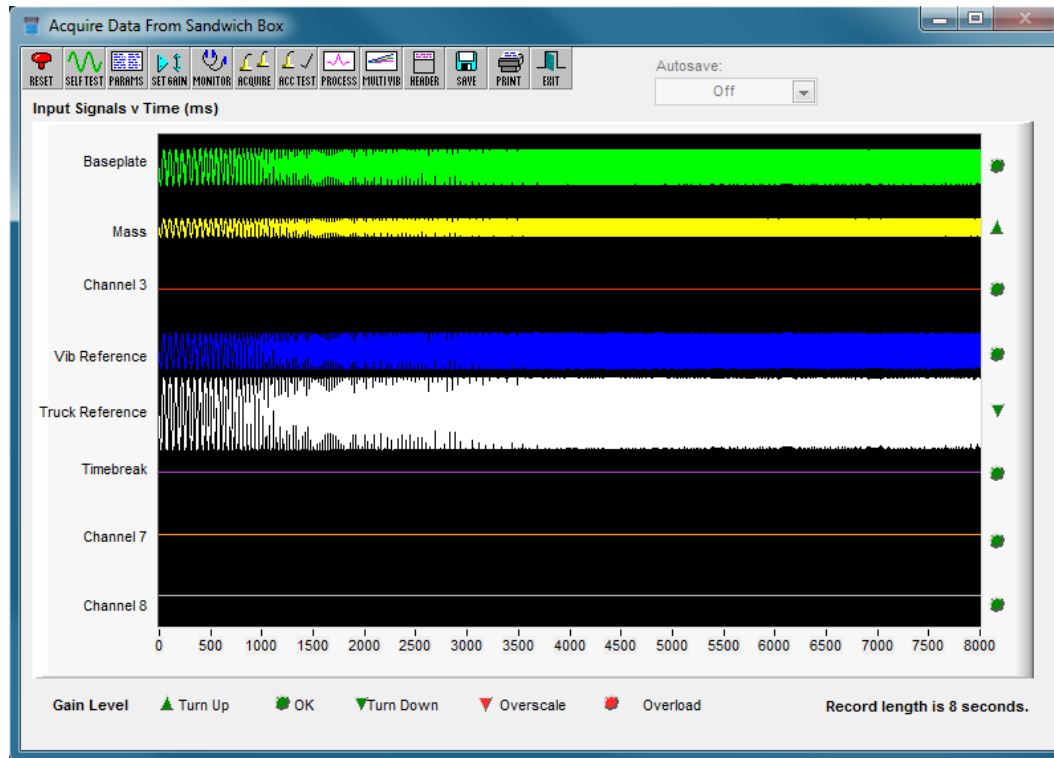 Acquire Data From Sandwich Box
RESET SELFTEST PARAMS SET GAIN MONITOR ACQUIRE ACC TEST PROCESS MULTI VIB HEADER SAVE PRINT EXIT
Autosave:
Off
Input Signals v Time (ms)
Baseplate
Mass
Channel 3
Vib Reference
Truck Reference
Timebreak
Channel 7
Channel 8
0 500 1000 1500 2000 2500 3000 3500 4000 4500 5000 5500 6000 6500 7000 7500 8000
Gain Level Turn Up OK Turn Down Overscale Overload Record length is 8 seconds.